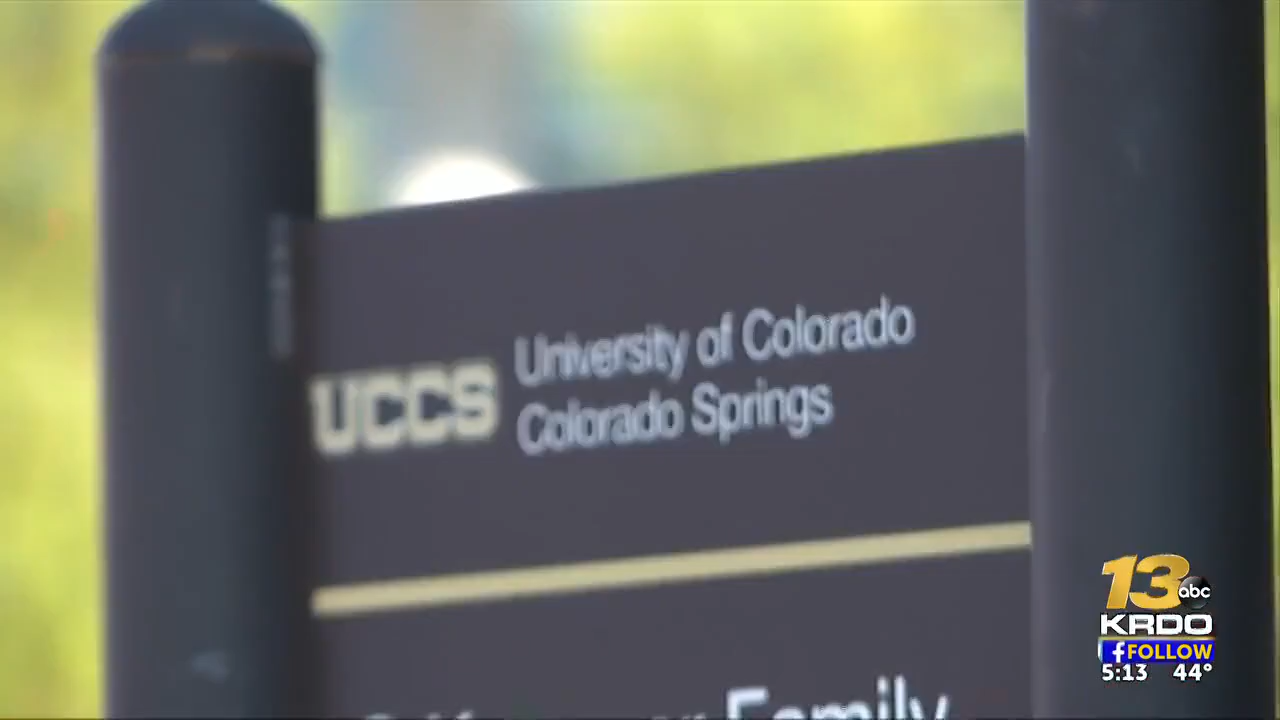 UCCS
University of Colorado
Colorado Springs
Family
13 abc
KRDO
f FOLLOW
5:13 44°